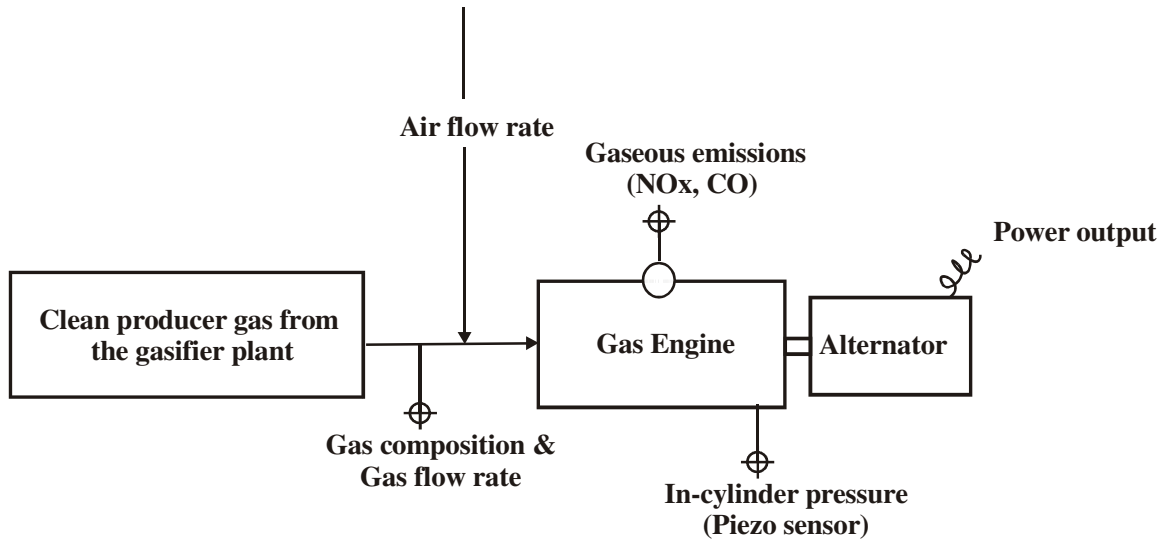 Air flow rate
Gaseous emissions
(NOx, CO)
Power output
Clean producer gas from
the gasifier plant
Gas Engine
Alternator
Gas composition &
Gas flow rate
In-cylinder pressure
(Piezo sensor)